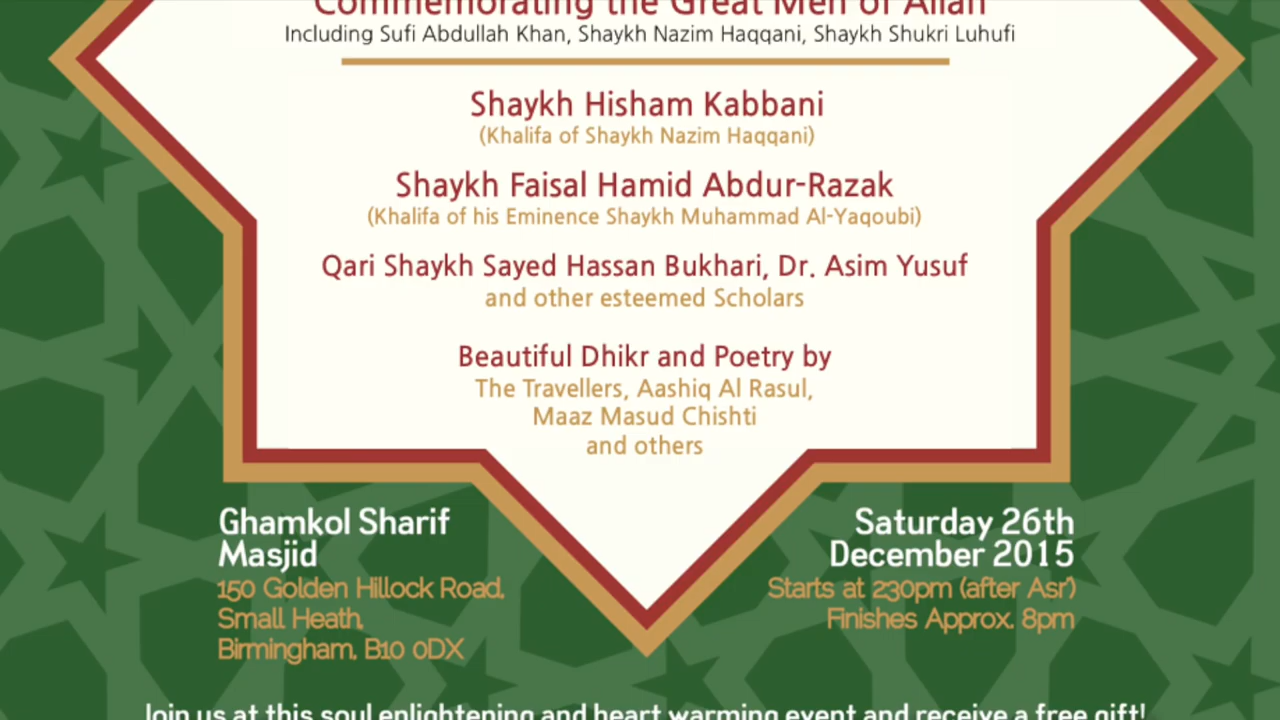 Commemorating the Great Men of Allah
Including Sufi Abdullah Khan, Shaykh Nazim Haqqani, Shaykh Shukri Luhufi
Shaykh Hisham Kabbani
(Khalifa of Shaykh Nazim Haqqani)
Shaykh Faisal Hamid Abdur-Razak
(Khalifa of his Eminence Shaykh Muhammad Al-Yaqoubi)
Qari Shaykh Sayed Hassan Bukhari, Dr. Asim Yusuf
and other esteemed Scholars
Beautiful Dhikr and Poetry by
The Travellers, Aashiq Al Rasul,
Maaz Masud Chishti
and others
Ghamkol Sharif
Masjid
150 Golden Hillock Road,
Small Heath,
Birmingham, B10 0DX
Saturday 26th
December 2015
Starts at 230pm (after Asr')
Finishes Approx. 8pm
Join us at this soul enlightening and heart warming event and receive a free gift!